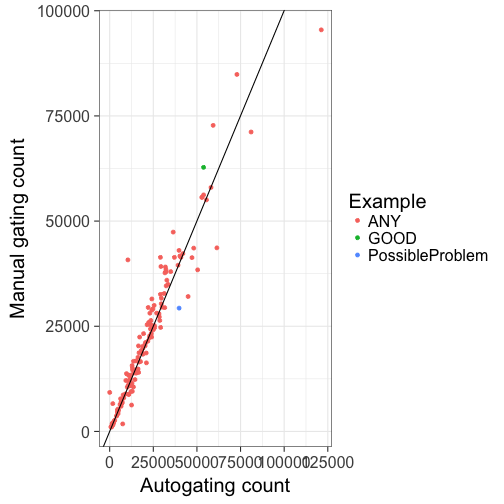 100000
75000
50000
25000
0
Manual gating count
0 25000 50000 75000 100000 125000
Autogating count
Example
ANY
GOOD
PossibleProblem